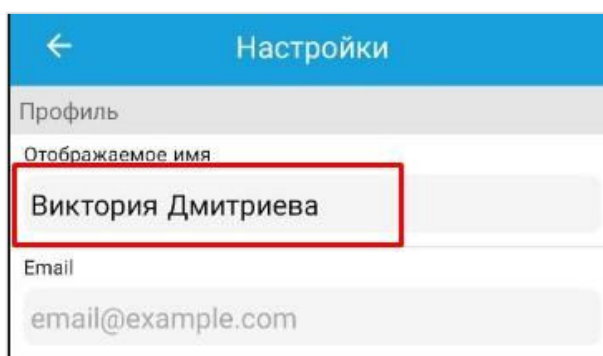 Настройки
Профиль
Отображаемое имя
Виктория Дмитриева
Email
email@example.com